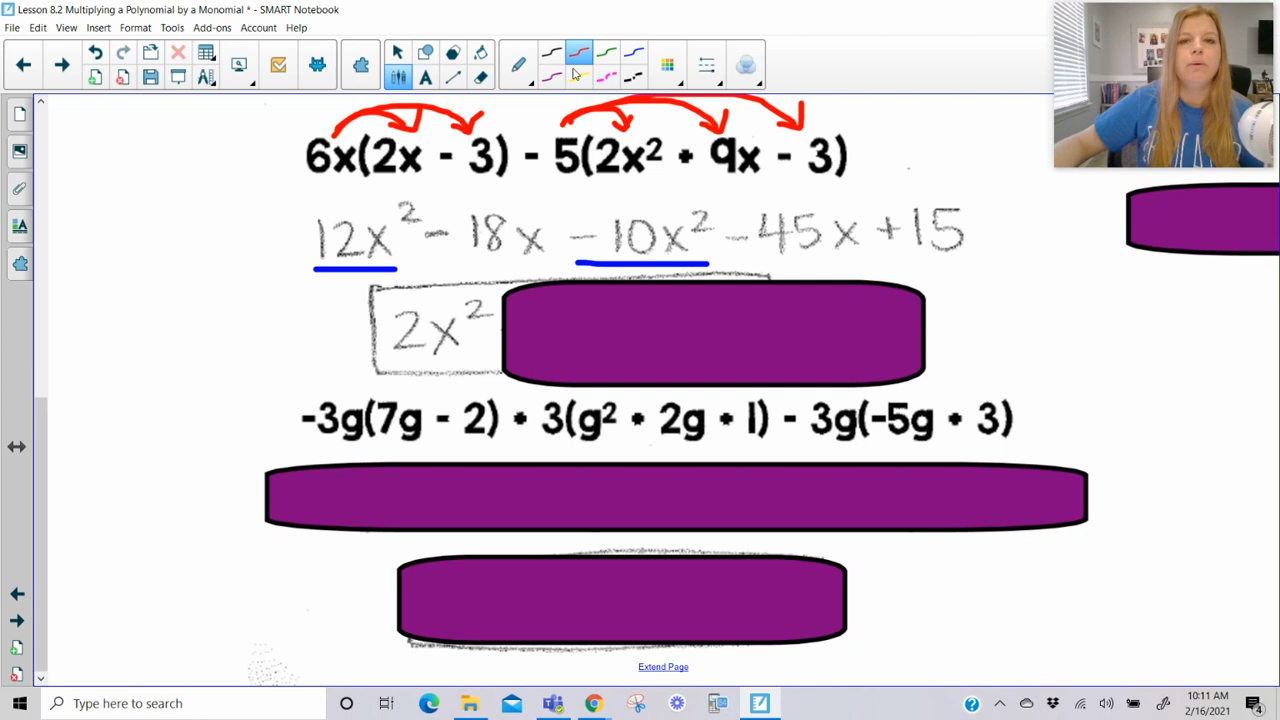 Lesson 8.2 Multiplying a Polynomial by a Monomial * - SMART Notebook
File Edit View Insert Format Tools Add-ons Account Help
6x(2x - 3) - 5(2x² + 9x - 3)
12x² - 18x - 10x² - 45x + 15
2x²
-3g(7g - 2) + 3(g² + 2g + 1) - 3g(-5g + 3)
Extend Page
Type here to search
10:11 AM
2/16/2021
4